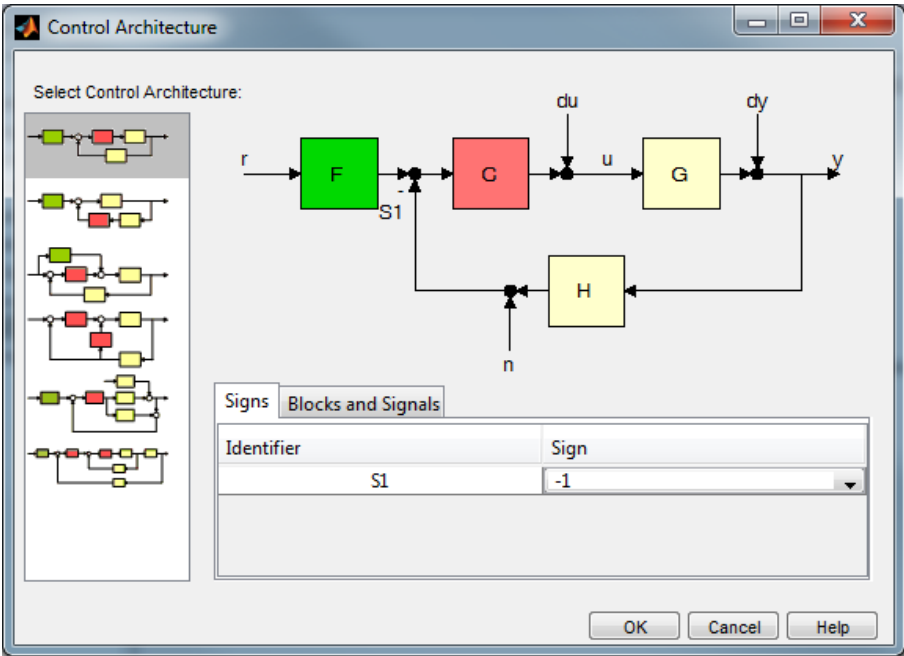 Control Architecture
Select Control Architecture:
du
dy
r
F
C
u
G
y
-
S1
H
n
Signs
Blocks and Signals
Identifier
Sign
S1
-1
OK
Cancel
Help